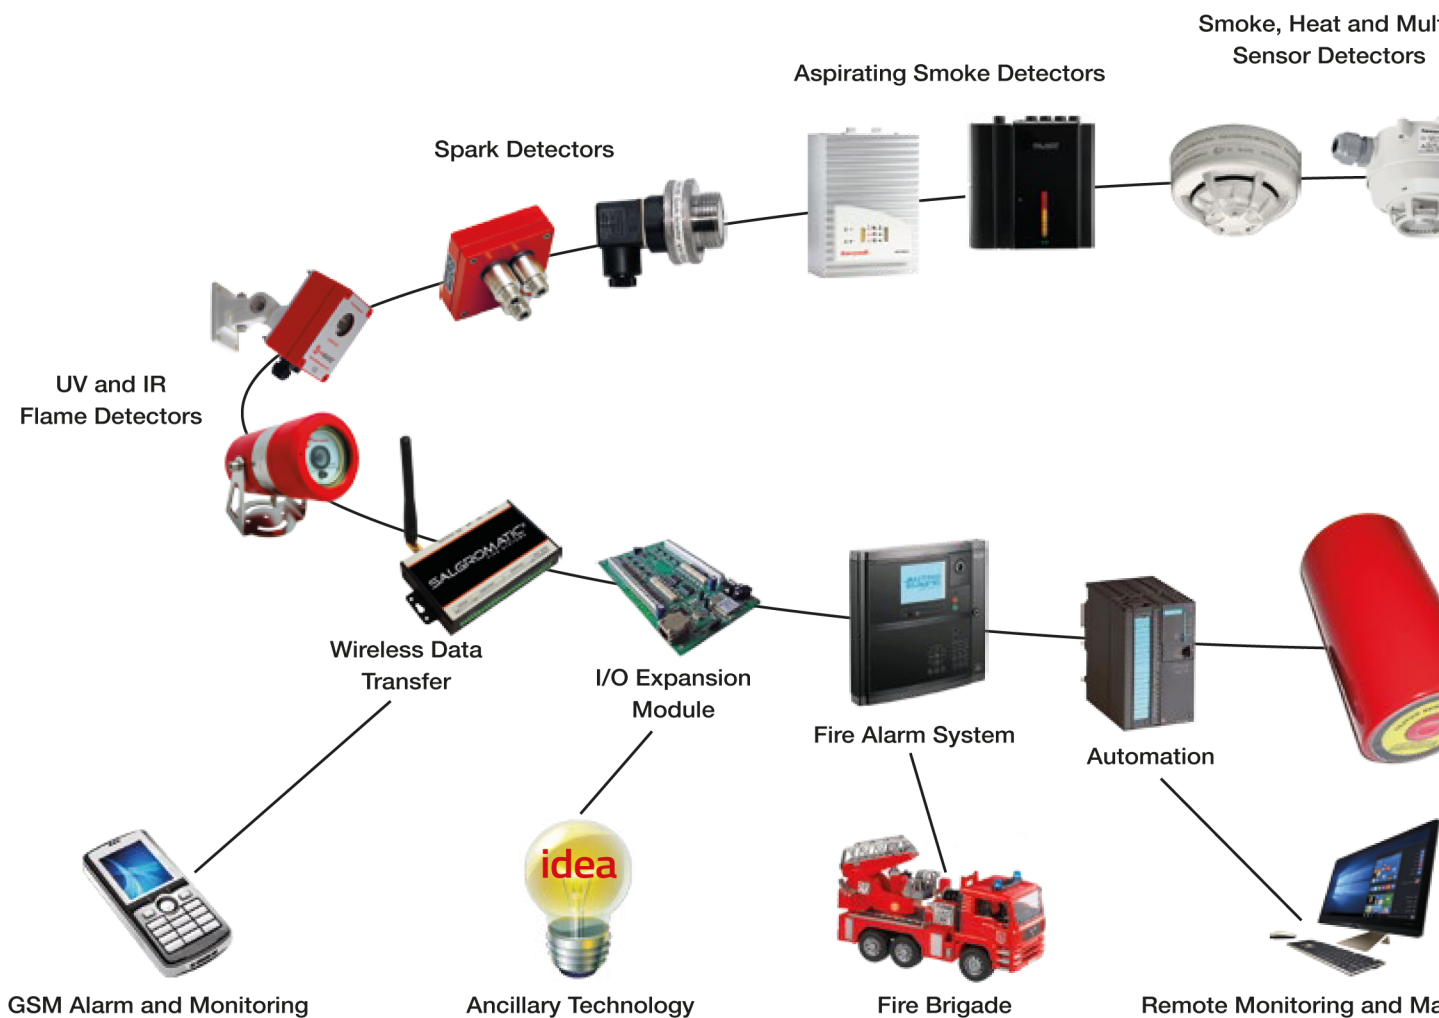 Smoke, Heat and Mult
Sensor Detectors
Aspirating Smoke Detectors
Spark Detectors
UV and IR
Flame Detectors
SALGROMATIC
Wireless Data
Transfer
I/O Expansion
Module
Fire Alarm System
Automation
idea
GSM Alarm and Monitoring
Ancillary Technology
Fire Brigade
Remote Monitoring and Ma